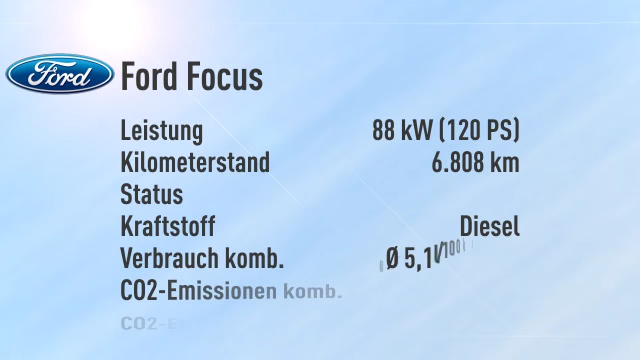 Ford
Ford Focus
Leistung 88 kW (120 PS)
Kilometerstand 6.808 km
Status
Kraftstoff Diesel
Verbrauch komb. Ø 5,1 l/100
CO2-Emissionen komb.